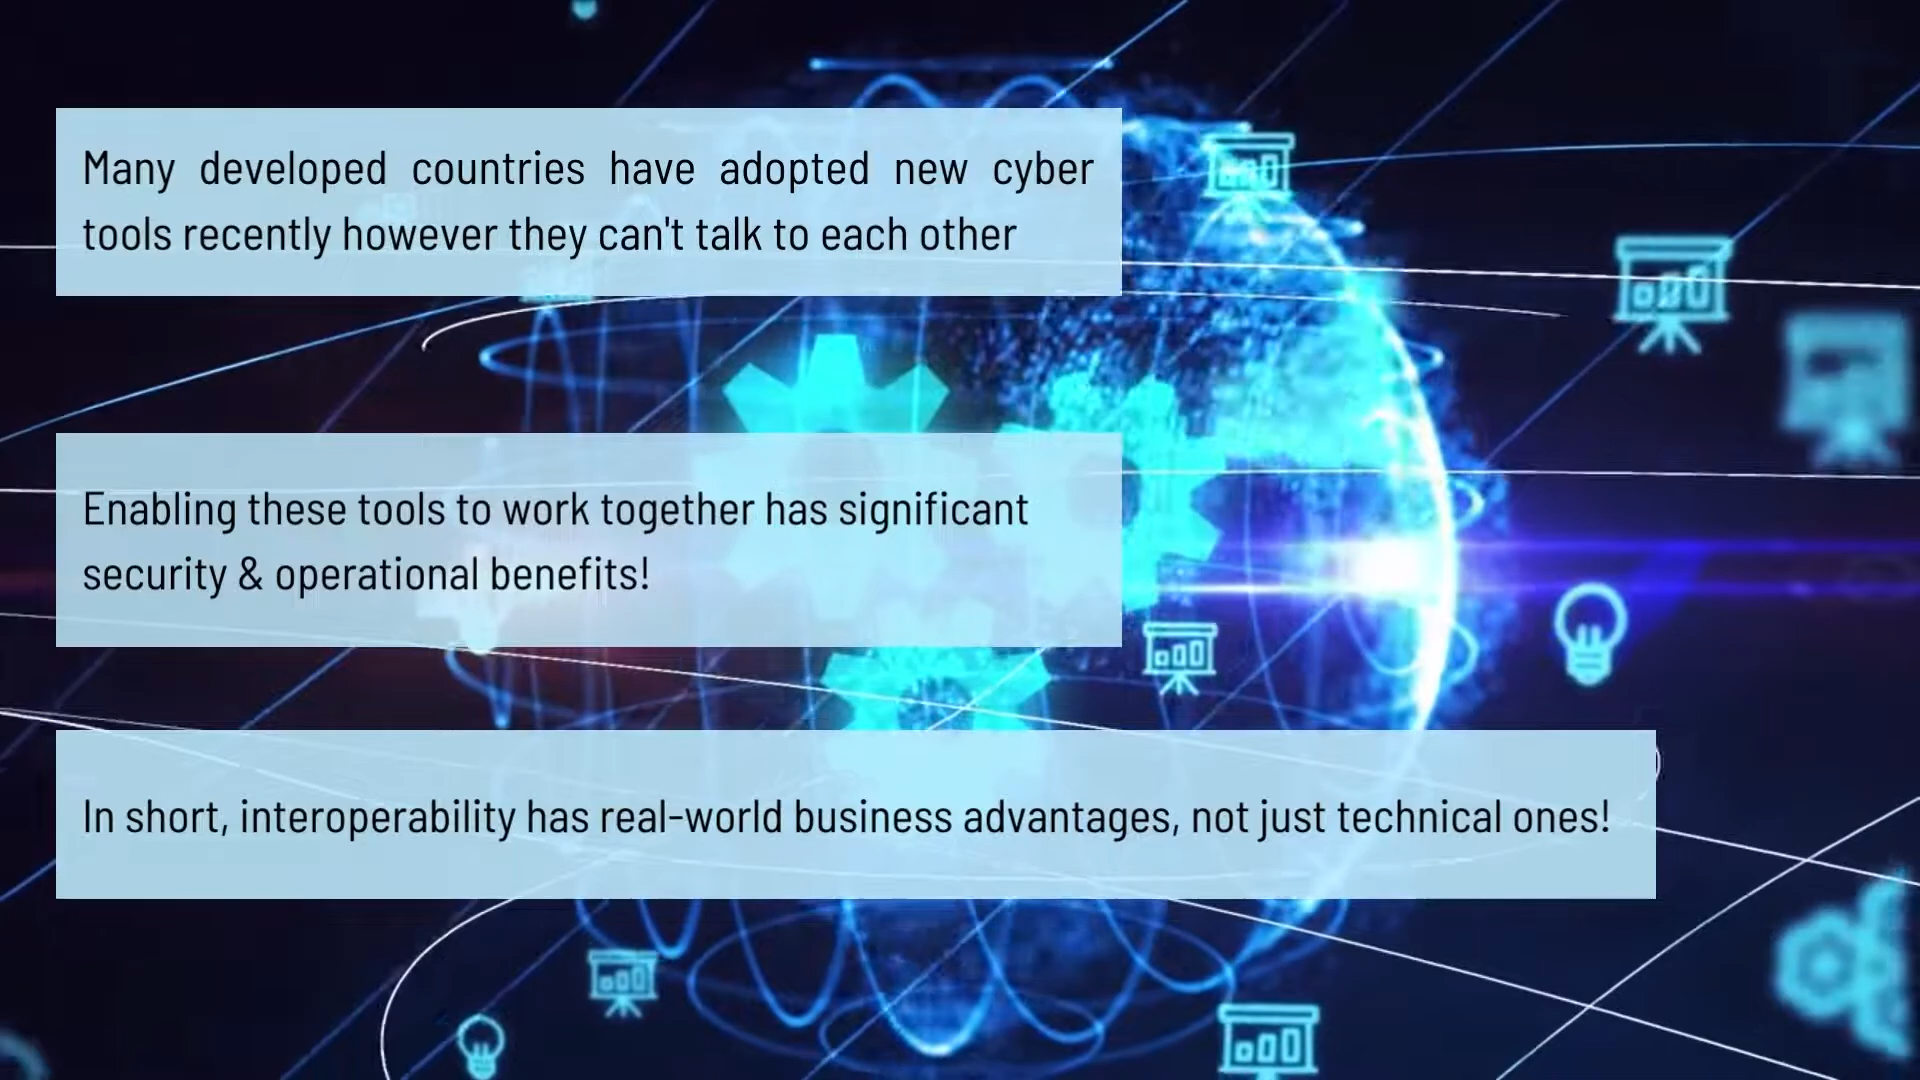 Many developed countries have adopted new cyber
tools recently however they can't talk to each other
Enabling these tools to work together has significant
security & operational benefits!
In short, interoperability has real-world business advantages, not just technical ones!